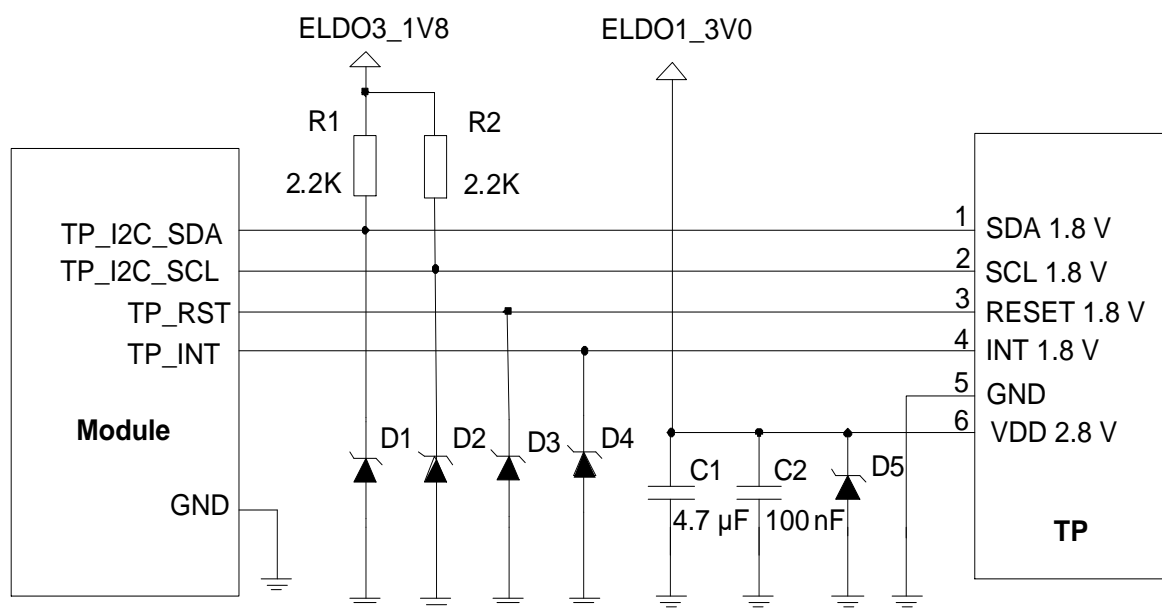 ELDO3_1V8
ELDO1_3V0
R1
R2
2.2K
2.2K
TP_I2C_SDA
TP_I2C_SCL
TP_RST
TP_INT
Module
GND
1
SDA 1.8 V
2
SCL 1.8 V
3
RESET 1.8 V
4
INT 1.8 V
5
GND
6
VDD 2.8 V
D1
D2
D3
D4
C1
C2
D5
4.7 µF
100 nF
TP